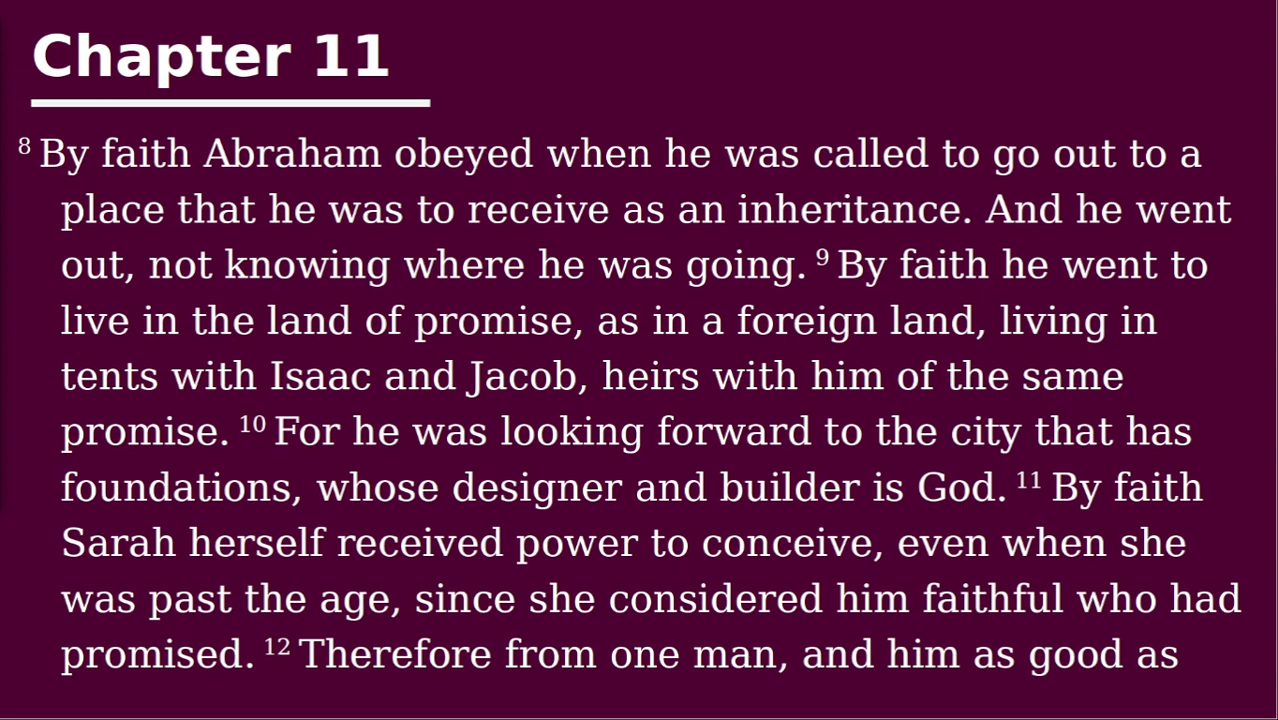 Chapter 11
8 By faith Abraham obeyed when he was called to go out to a
place that he was to receive as an inheritance. And he went
out, not knowing where he was going. 9 By faith he went to
live in the land of promise, as in a foreign land, living in
tents with Isaac and Jacob, heirs with him of the same
promise. 10 For he was looking forward to the city that has
foundations, whose designer and builder is God. 11 By faith
Sarah herself received power to conceive, even when she
was past the age, since she considered him faithful who had
promised. 12 Therefore from one man, and him as good as